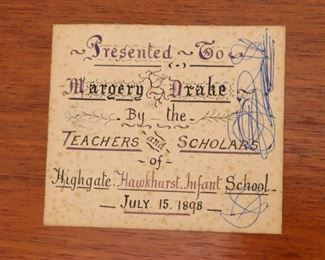 Presented ~ To
Margery Drake
By ~ the
TEACHERS and SCHOLARS
- of -
Highgate. Hawkhurst. Infant School
JULY 15. 1898